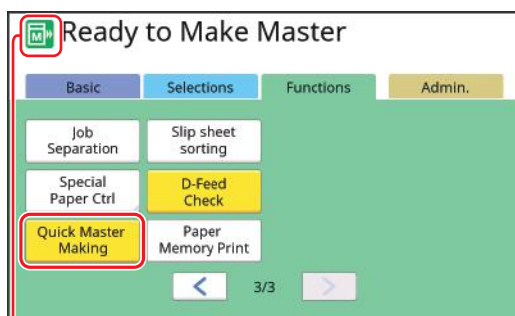 M
Ready to Make Master
Basic
Selections
Functions
Admin.
Job
Separation
Slip sheet
sorting
Special
Paper Ctrl
D-Feed
Check
Quick Master
Making
Paper
Memory Print
< 3/3 >